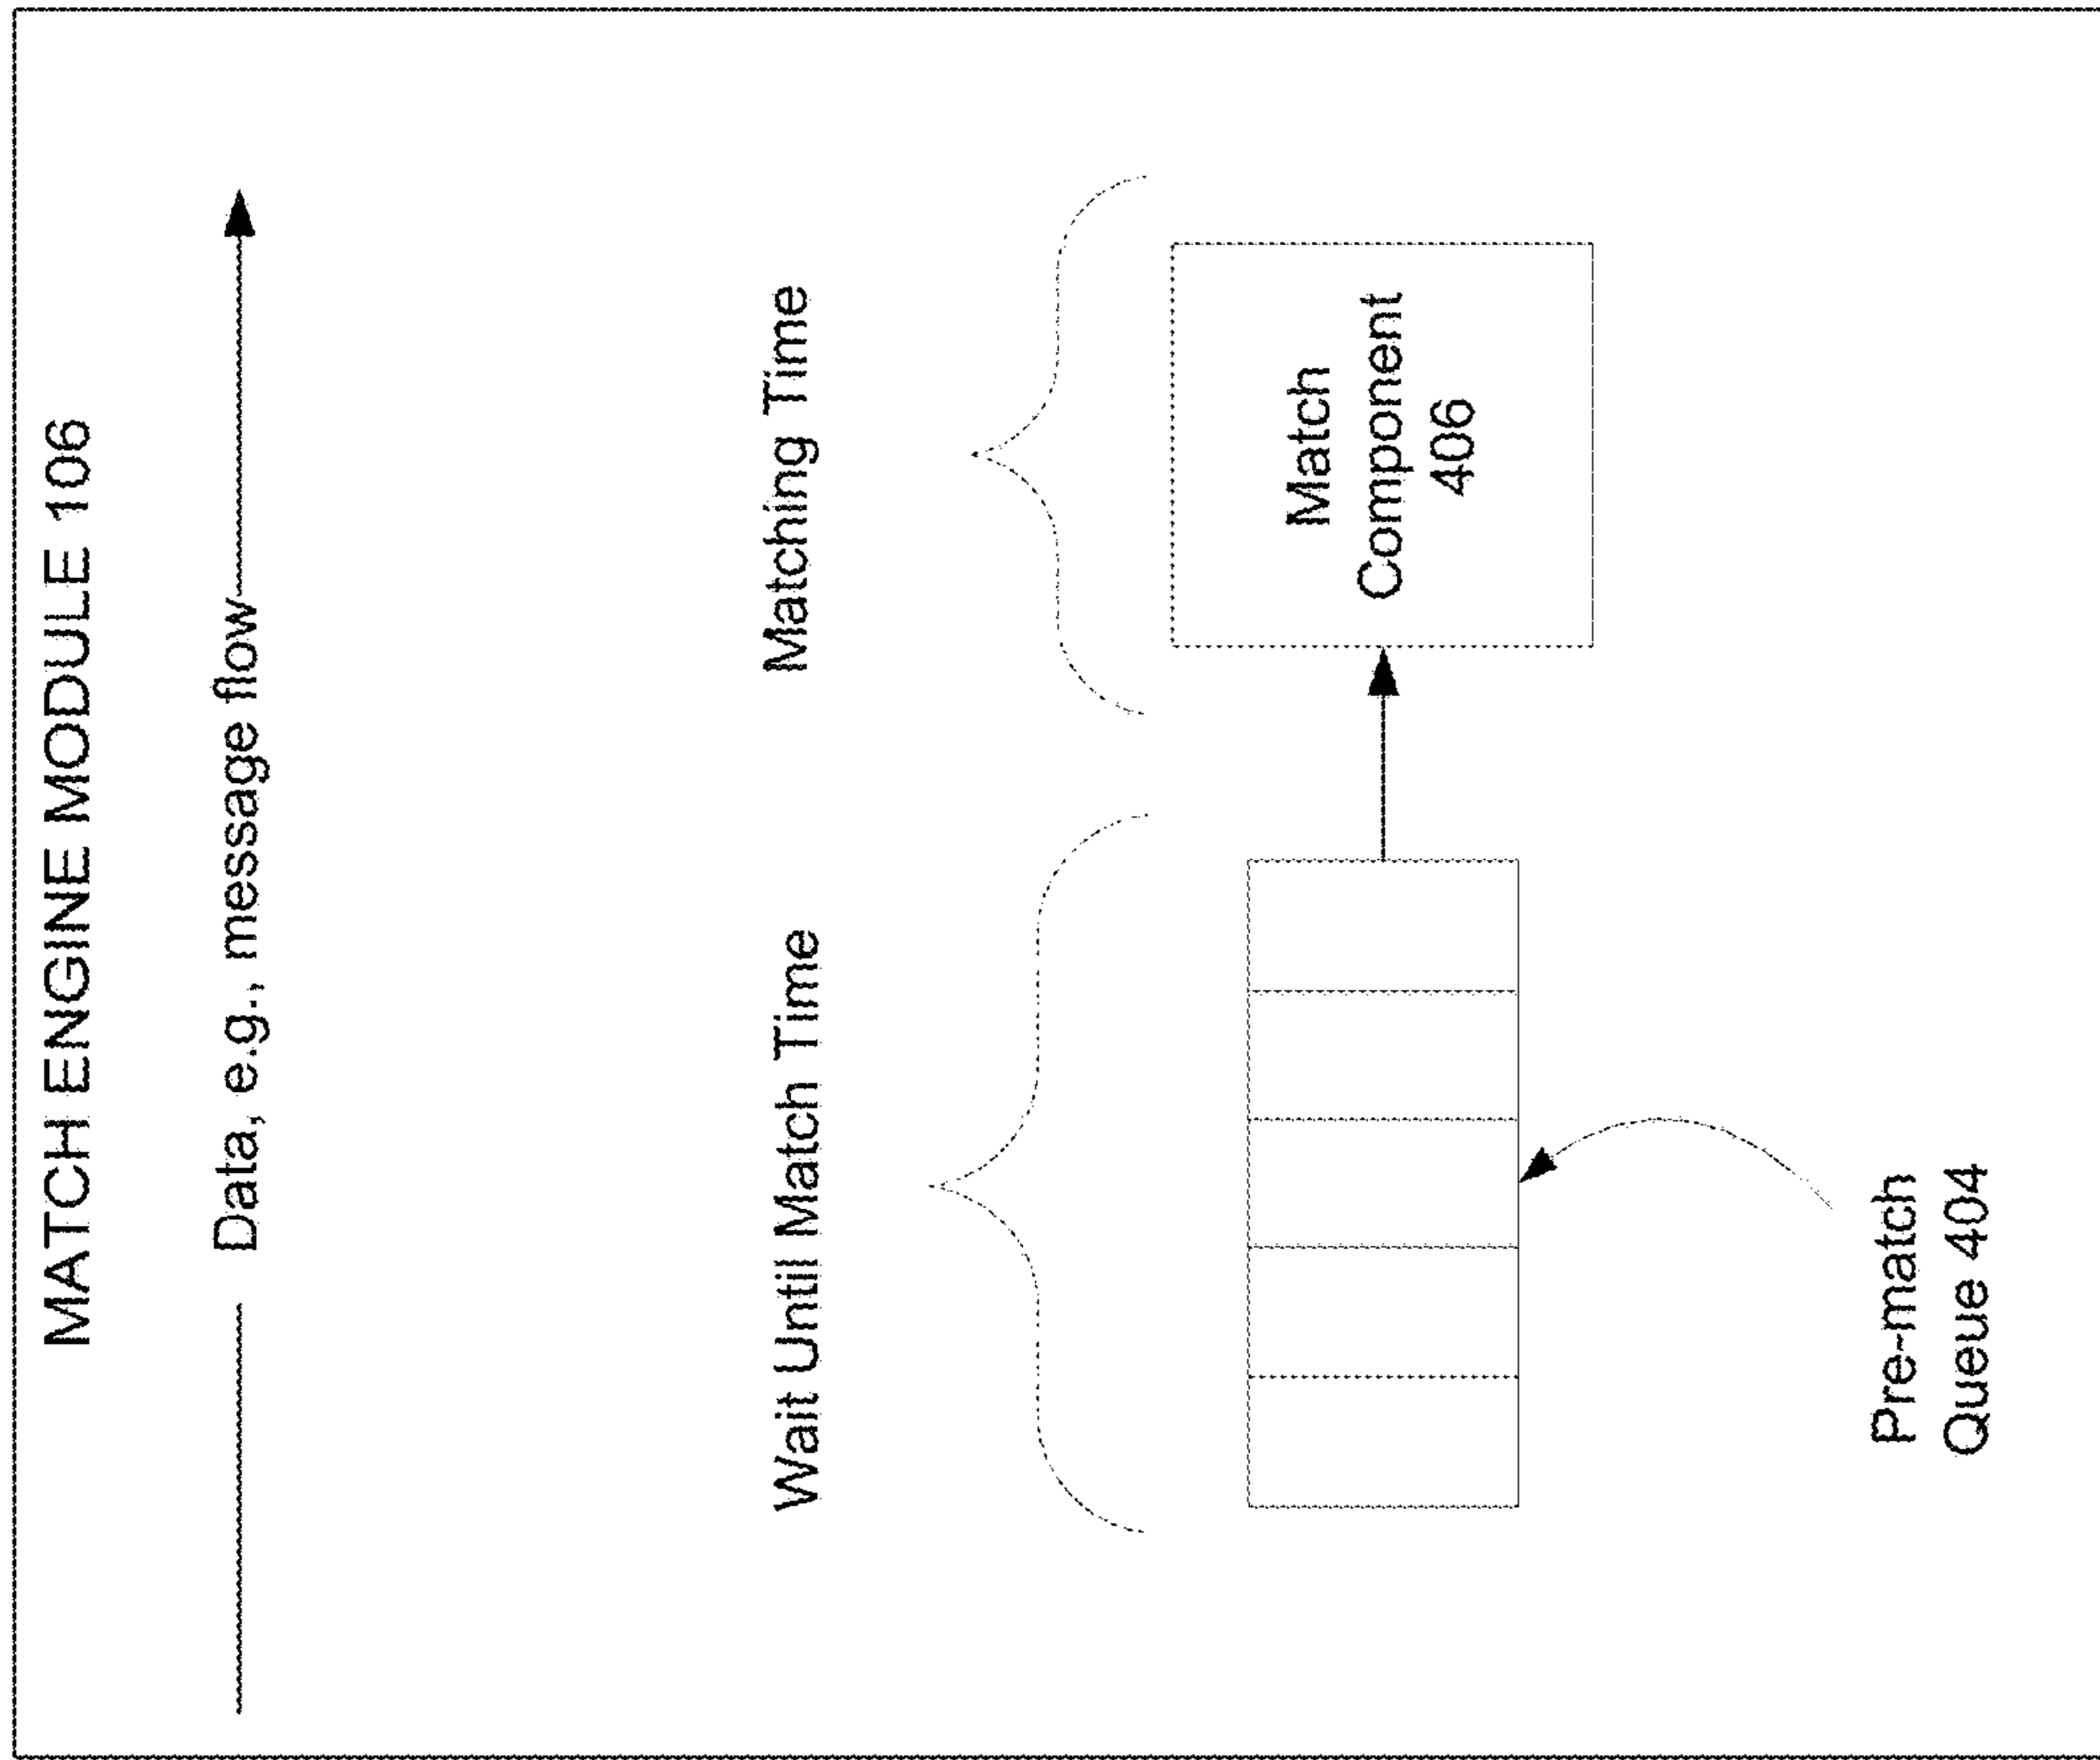 MATCH ENGINE MODULE 106
Data, e.g., message flow
Wait Until Match Time
Matching Time
Match
Component
406
Pre-match
Queue 404